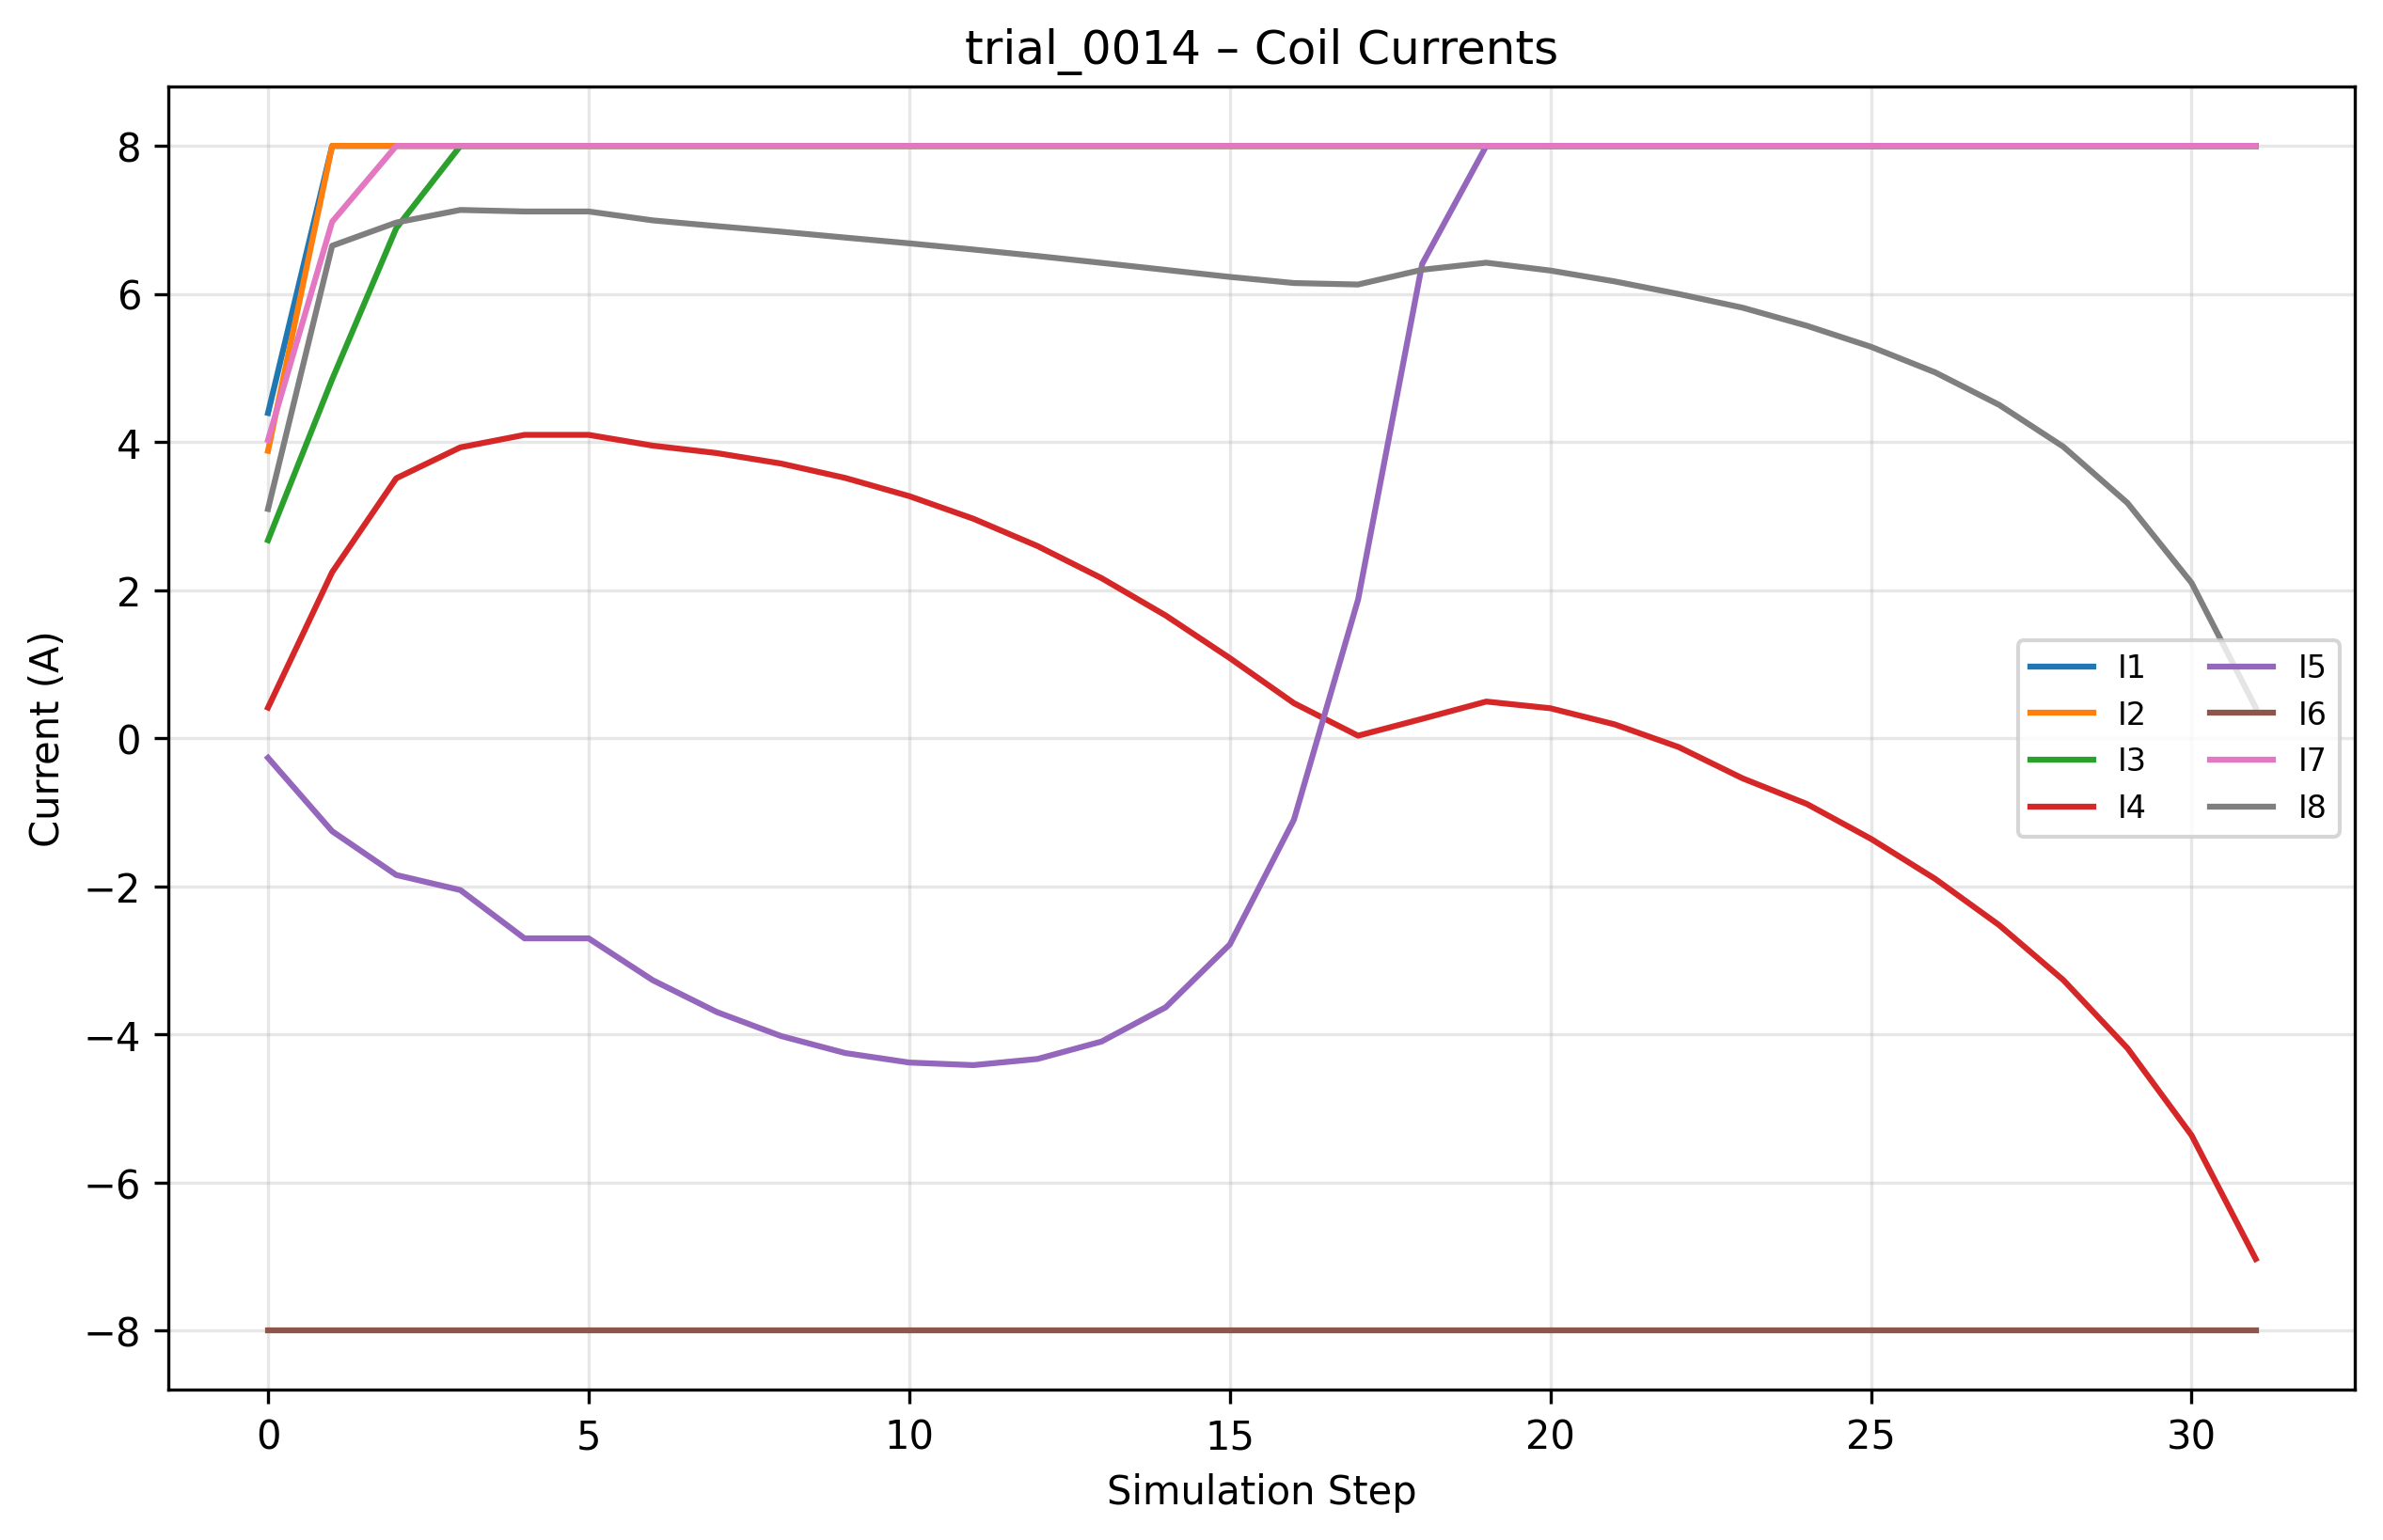 trial_0014 – Coil Currents
Current (A)
8
6
4
2
0
−2
−4
−6
−8
I1
I2
I3
I4
I5
I6
I7
I8
0 5 10 15 20 25 30
Simulation Step